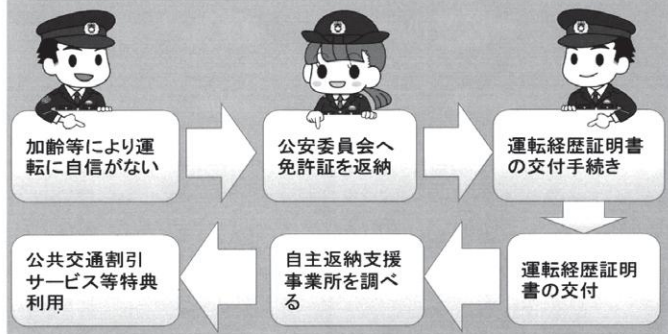 加齢等により運
転に自信がない
公安委員会へ
免許証を返納
運転経歴証明書
の交付手続き
運転経歴証明
書の交付
自主返納支援
事業所を調べ
る
公共交通割引
サービス等特典
利用